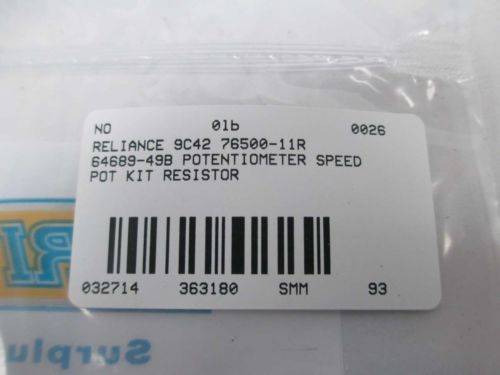 NO 01b 0026
RELIANCE 9C42 76500-11R
64689-49B POTENTIOMETER SPEED
POT KIT RESISTOR
032714 363180 SMM 93
RI
Surplu